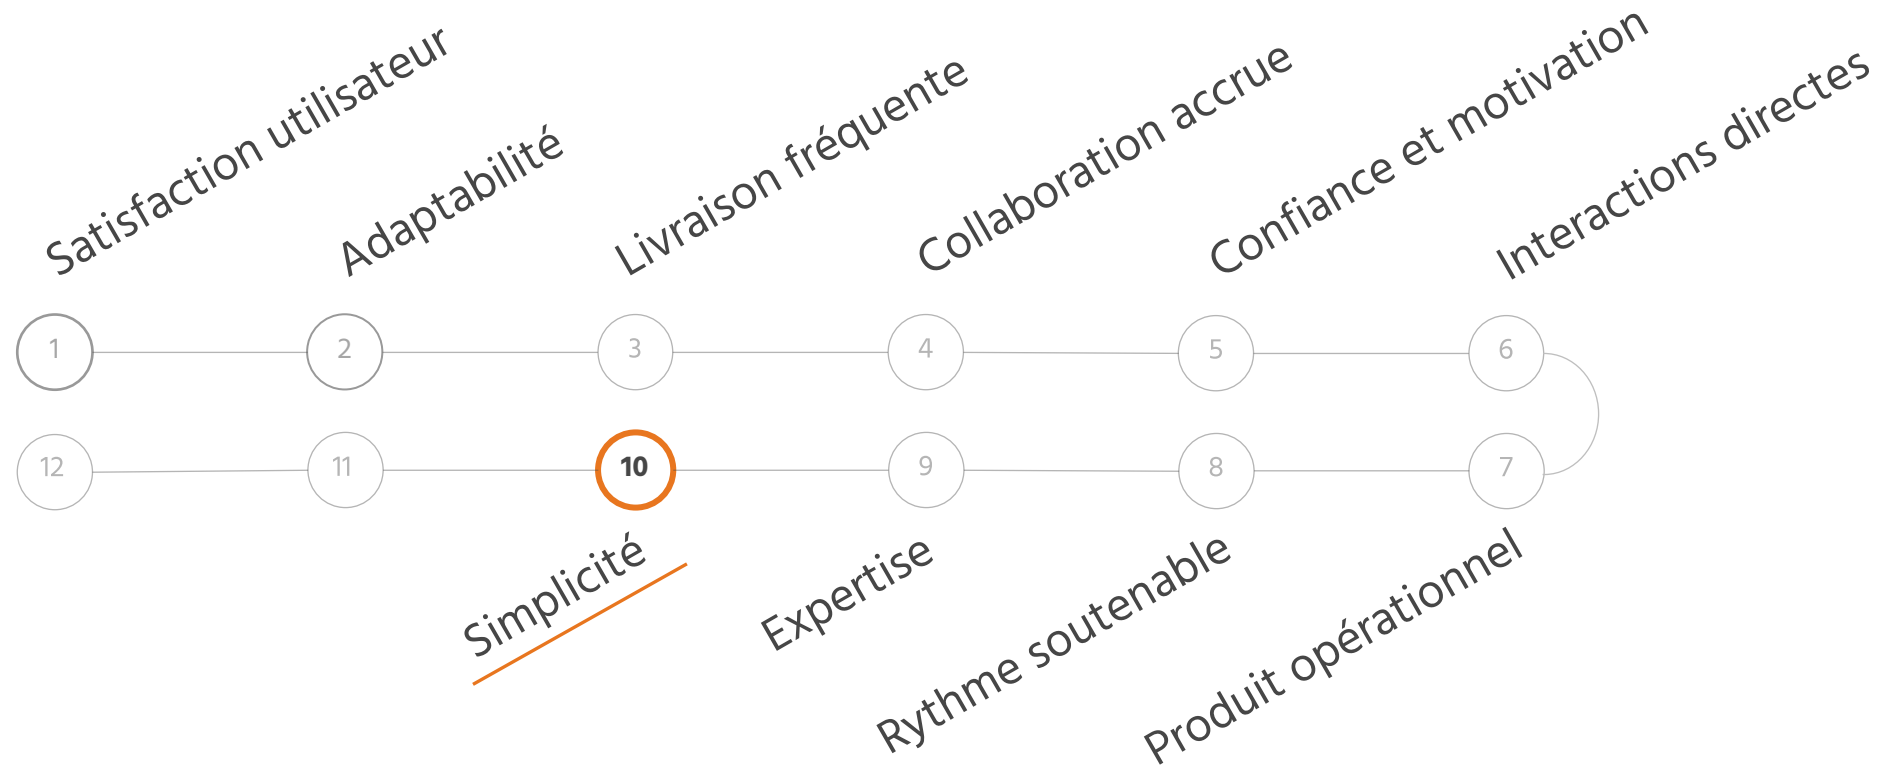 Satisfaction utilisateur
Adaptabilité
Livraison fréquente
Collaboration accrue
Confiance et motivation
Interactions directes
1
2
3
4
5
6
12
11
10
9
8
7
Simplicité
Expertise
Rythme soutenable
Produit opérationnel